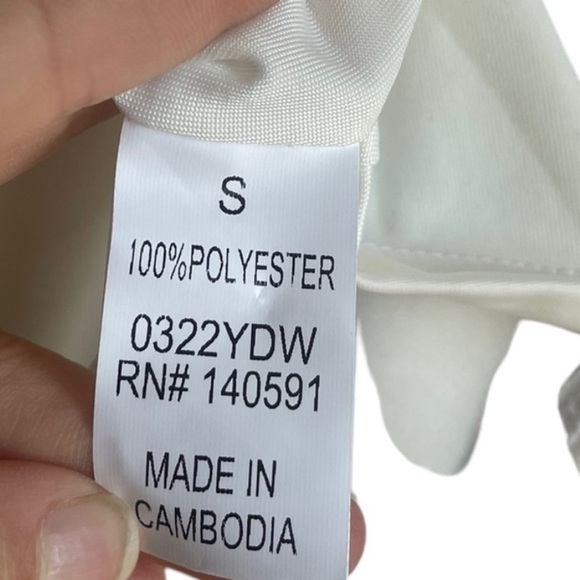 S
100%POLYESTER
0322YDW
RN# 140591
MADE IN
CAMBODIA